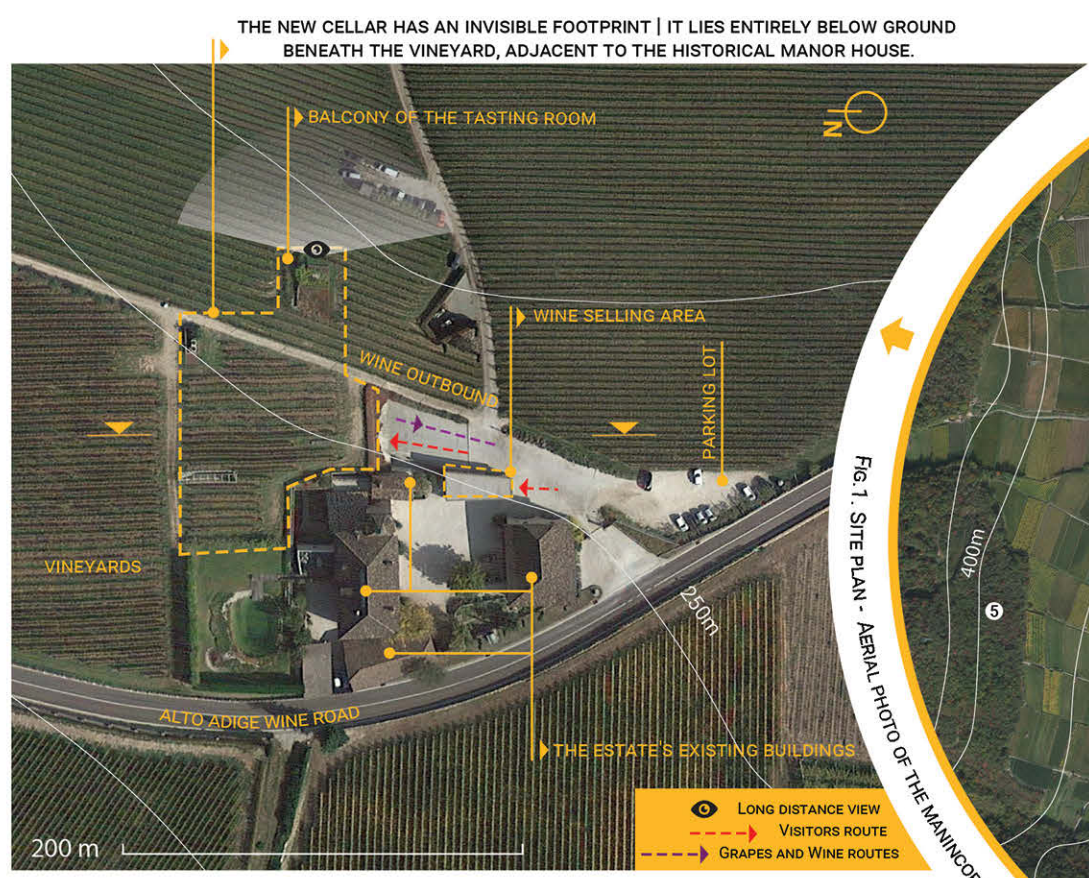 THE NEW CELLAR HAS AN INVISIBLE FOOTPRINT | IT LIES ENTIRELY BELOW GROUND
BENEATH THE VINEYARD, ADJACENT TO THE HISTORICAL MANOR HOUSE.
BALCONY OF THE TASTING ROOM
N
WINE SELLING AREA
WINE OUTBOUND
PARKING LOT
VINEYARDS
250m
400m
5
FIG. 1. SITE PLAN - AERIAL PHOTO OF THE MANINCOR
ALTO ADIGE WINE ROAD
THE ESTATE'S EXISTING BUILDINGS
LONG DISTANCE VIEW
VISITORS ROUTE
GRAPES AND WINE ROUTES
200 m